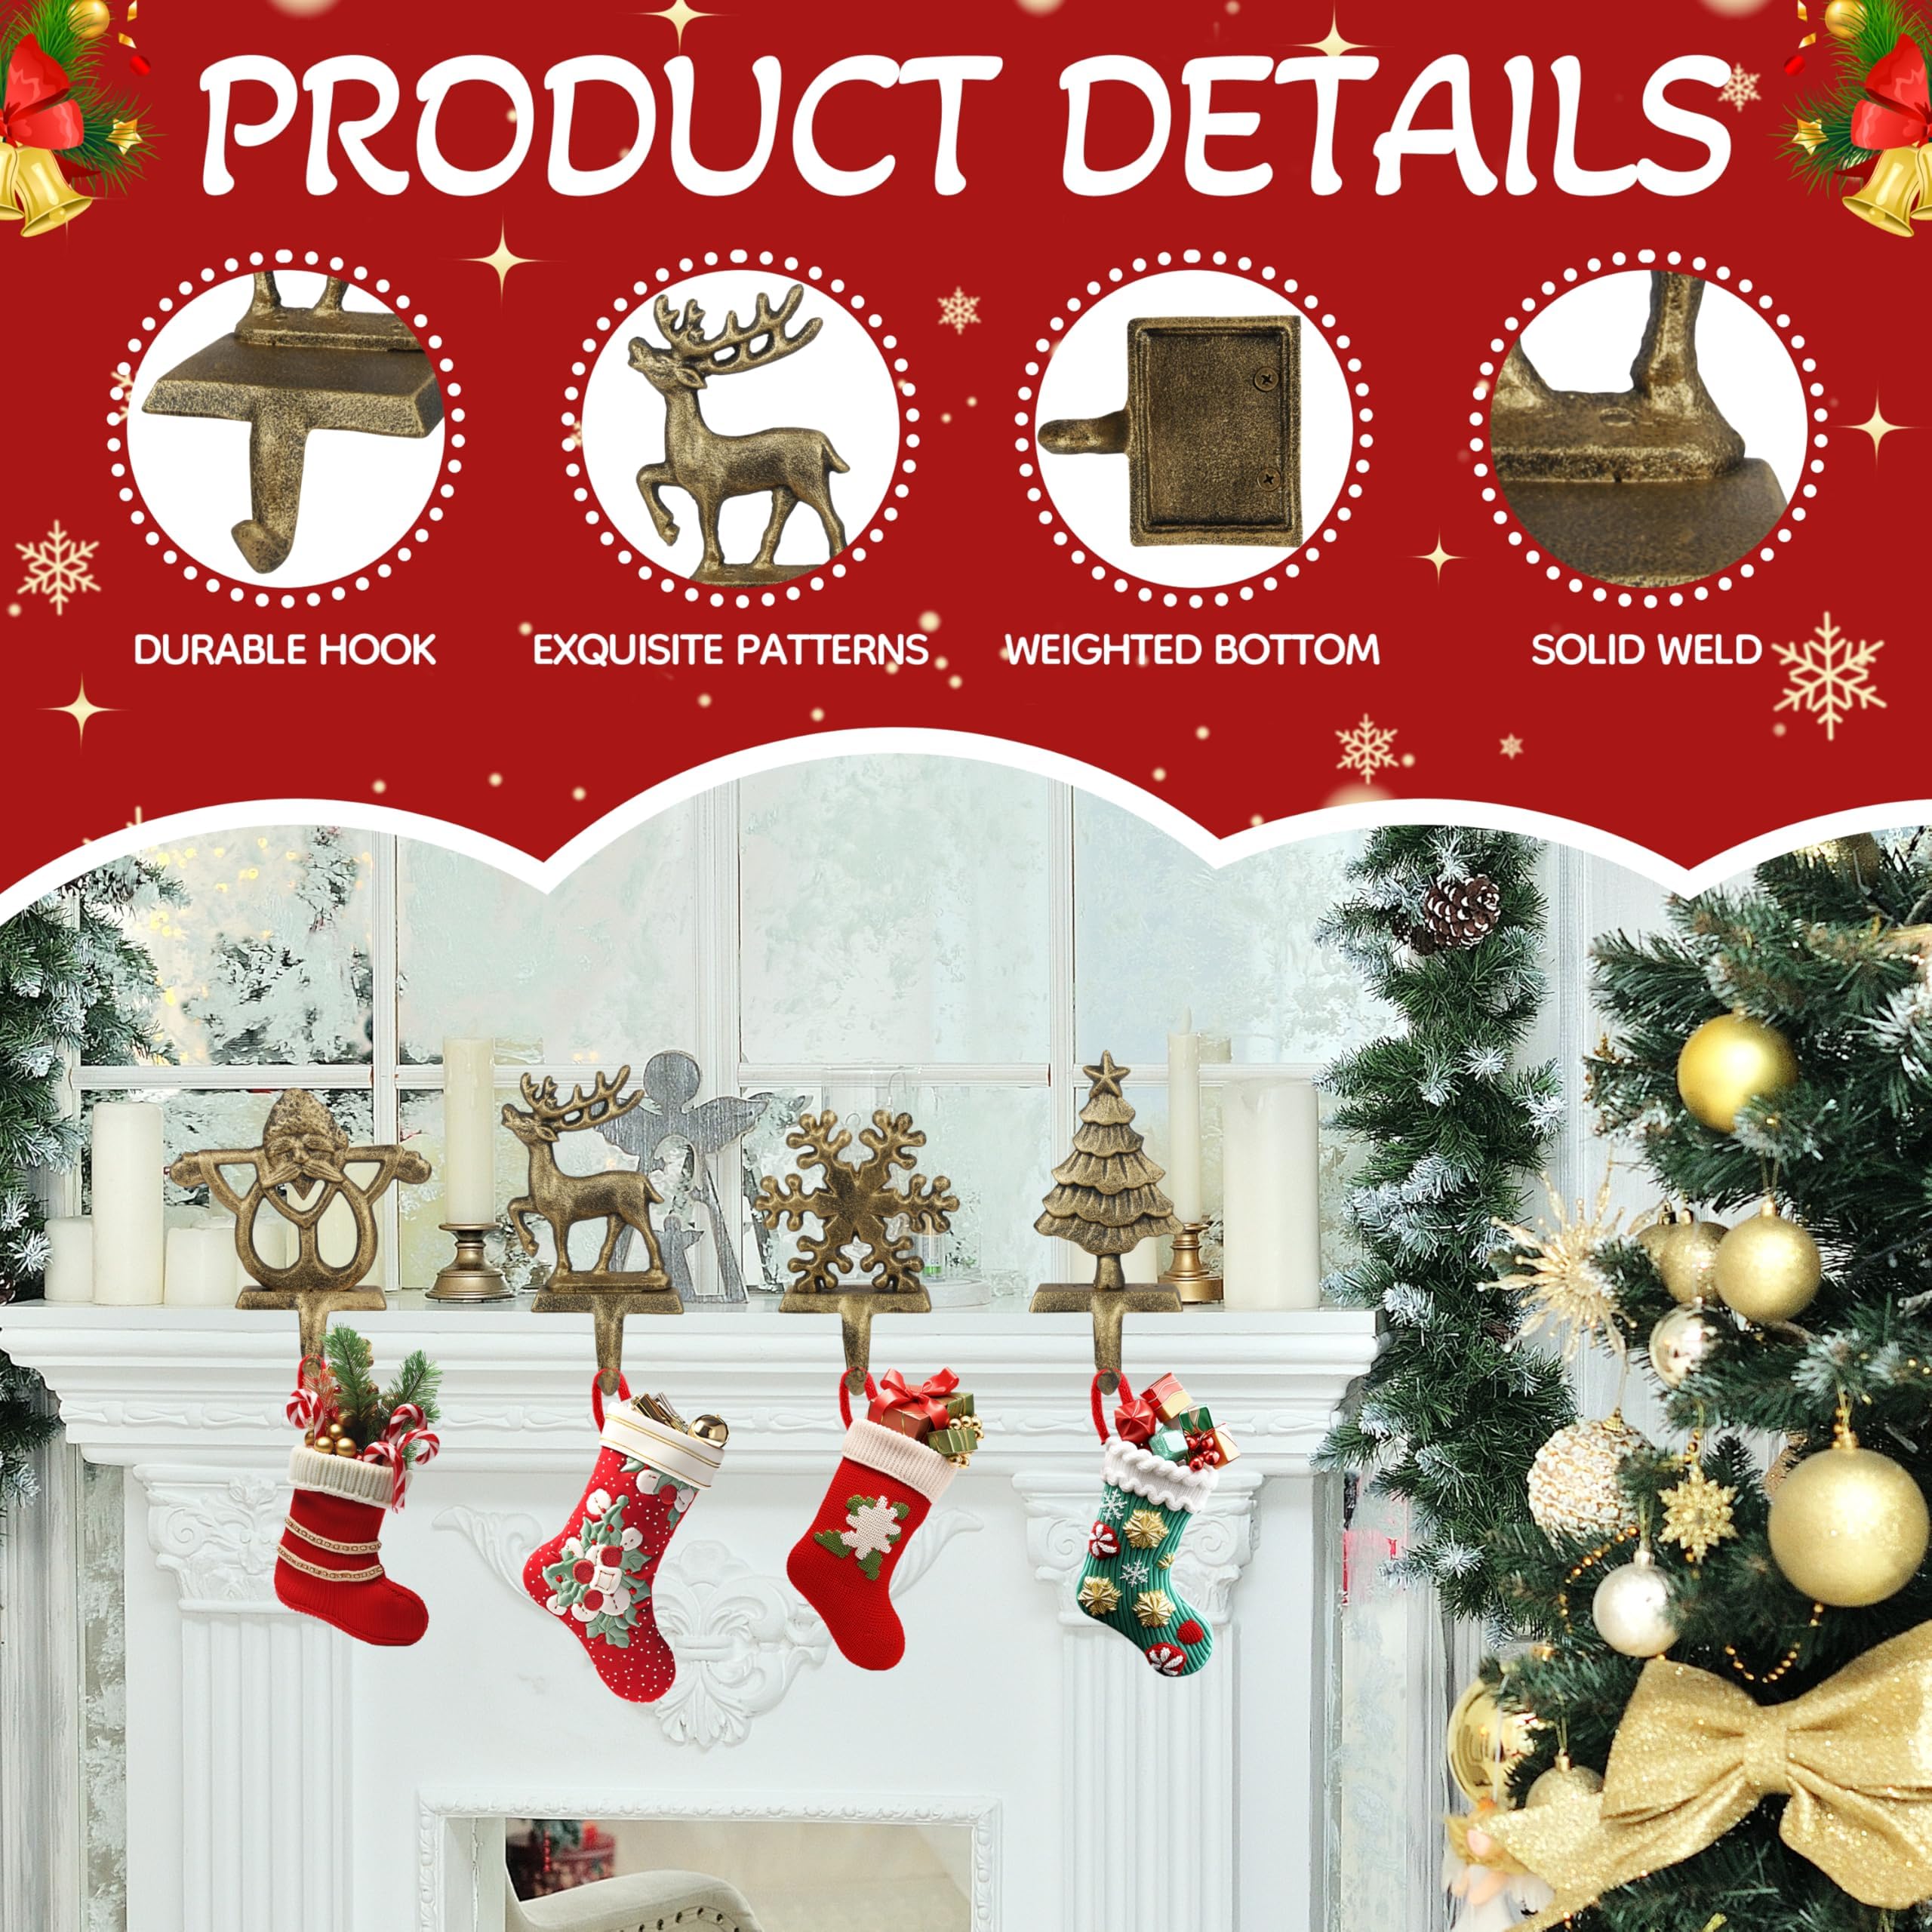 PRODUCT DETAILS
DURABLE HOOK
EXQUISITE PATTERNS
WEIGHTED BOTTOM
SOLID WELD